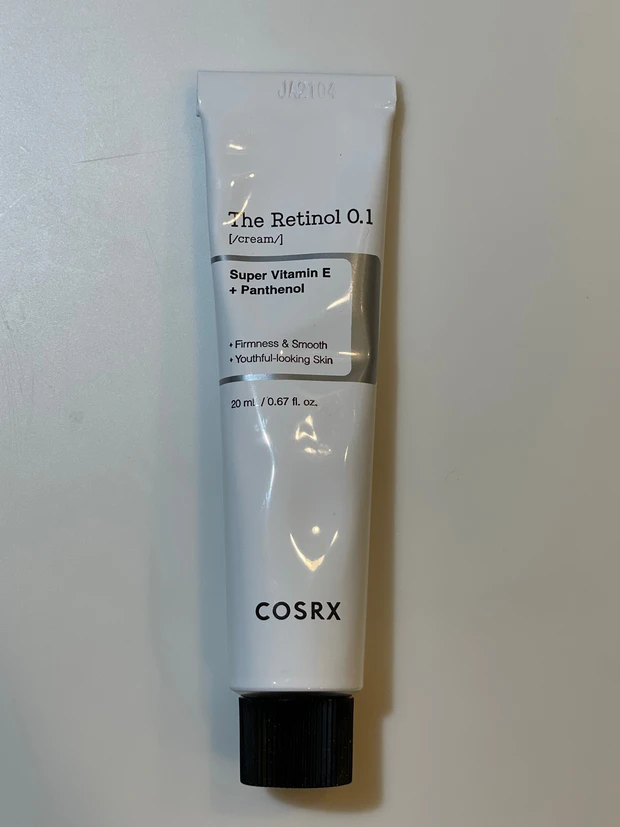 JA2104
The Retinol 0.1
[/cream/]
Super Vitamin E
+ Panthenol
+ Firmness & Smooth
+ Youthful-looking Skin
20 ml / 0.67 fl. oz.
COSRX